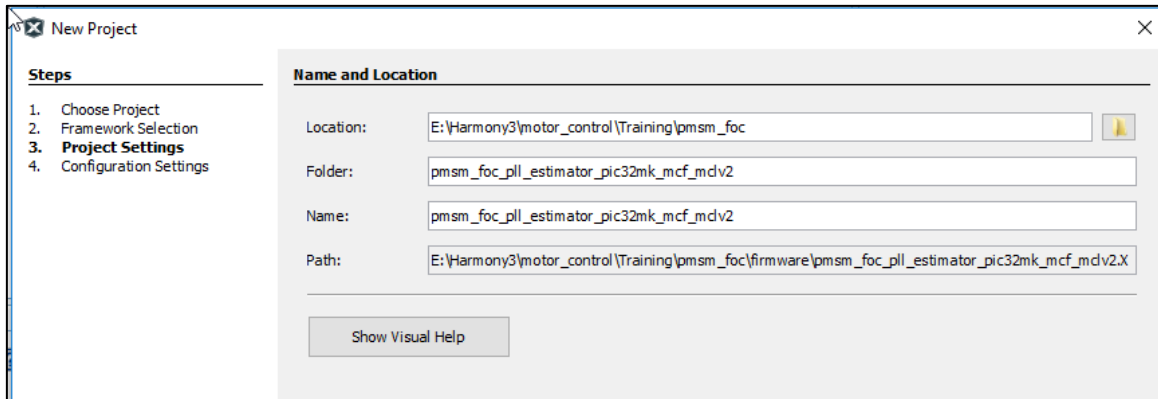 New Project
Steps
1. Choose Project
2. Framework Selection
3. Project Settings
4. Configuration Settings
Name and Location
Location: E:\Harmony3\motor_control\Training\pmsm_foc
Folder: pmsm_foc_pll_estimator_pic32mk_mcf_mclv2
Name: pmsm_foc_pll_estimator_pic32mk_mcf_mclv2
Path: E:\Harmony3\motor_control\Training\pmsm_foc\firmware\pmsm_foc_pll_estimator_pic32mk_mcf_mclv2.X
Show Visual Help